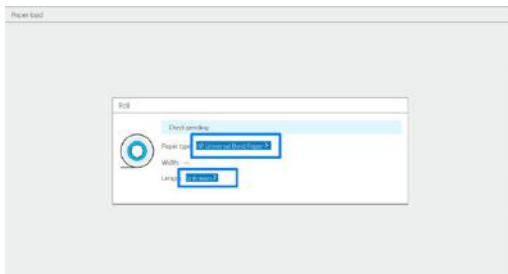 Paper load
Roll
Check pending
Paper type HP Universal Bond Paper >
Width: —
Length Unknown >